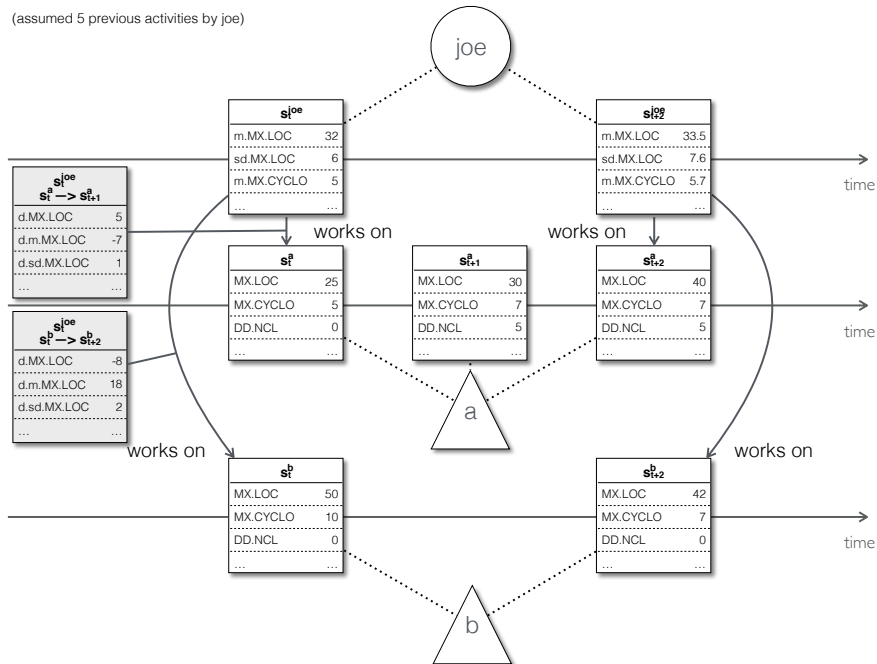 (assumed 5 previous activities by joe)
joe
s_t^joe
m.MX.LOC 32
sd.MX.LOC 6
m.MX.CYCLO 5
... ...
s_{t+2}^joe
m.MX.LOC 33.5
sd.MX.LOC 7.6
m.MX.CYCLO 5.7
... ...
time
s_t^joe
s_t^a —> s_{t+1}^a
d.MX.LOC 5
d.m.MX.LOC -7
d.sd.MX.LOC 1
... ...
works on
works on
s_t^a
MX.LOC 25
MX.CYCLO 5
DD.NCL 0
... ...
s_{t+1}^a
MX.LOC 30
MX.CYCLO 7
DD.NCL 5
... ...
s_{t+2}^a
MX.LOC 40
MX.CYCLO 7
DD.NCL 5
... ...
time
s_t^joe
s_t^b —> s_{t+2}^b
d.MX.LOC -8
d.m.MX.LOC 18
d.sd.MX.LOC 2
... ...
a
works on
works on
s_t^b
MX.LOC 50
MX.CYCLO 10
DD.NCL 0
... ...
s_{t+2}^b
MX.LOC 42
MX.CYCLO 7
DD.NCL 0
... ...
time
b